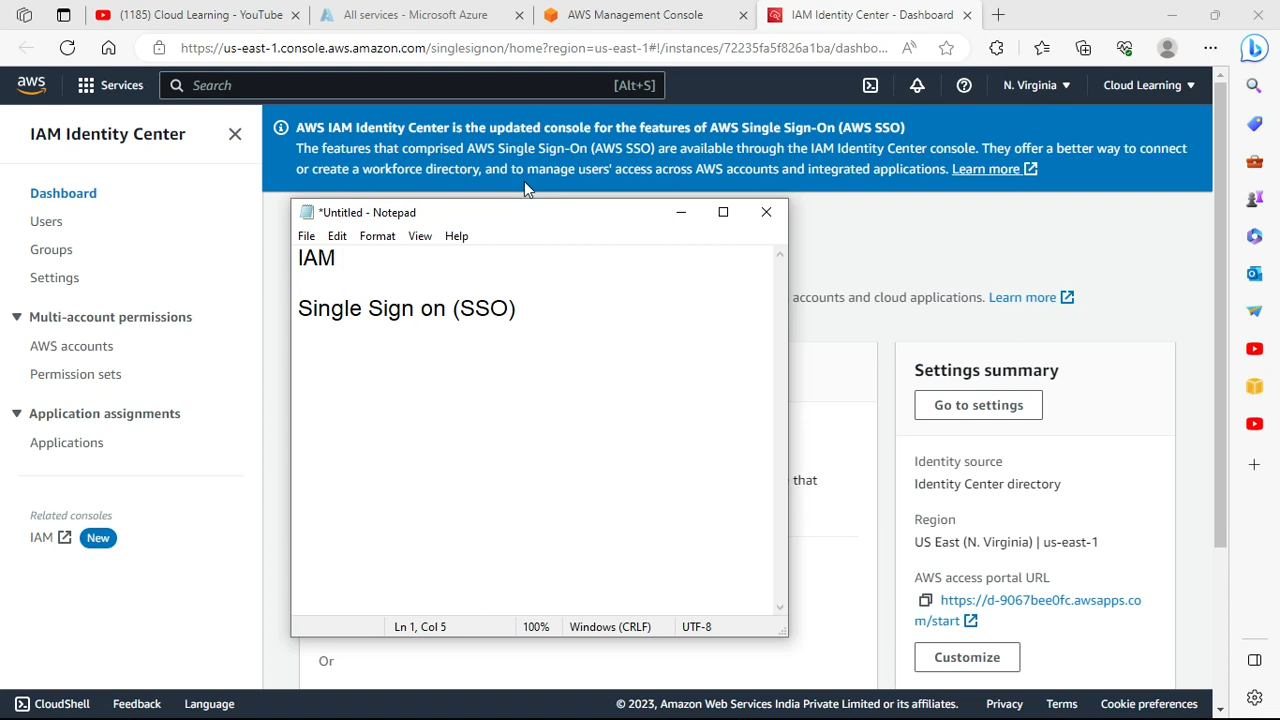 (1185) Cloud Learning - YouTube
All services - Microsoft Azure
AWS Management Console
IAM Identity Center - Dashboard
https://us-east-1.console.aws.amazon.com/singlesignon/home?region=us-east-1#!/instances/72235fa5f826a1ba/dashbo...
aws
Services
Search
[Alt+S]
N. Virginia
Cloud Learning
IAM Identity Center
AWS IAM Identity Center is the updated console for the features of AWS Single Sign-On (AWS SSO)
The features that comprised AWS Single Sign-On (AWS SSO) are available through the IAM Identity Center console. They offer a better way to connect
or create a workforce directory, and to manage users' access across AWS accounts and integrated applications. Learn more
Dashboard
Users
Groups
Settings
Multi-account permissions
AWS accounts
Permission sets
Application assignments
Applications
Related consoles
IAM
New
*Untitled - Notepad
File Edit Format View Help
IAM
Single Sign on (SSO)
Ln 1, Col 5
100%
Windows (CRLF)
UTF-8
accounts and cloud applications. Learn more
that
Or
Settings summary
Go to settings
Identity source
Identity Center directory
Region
US East (N. Virginia) | us-east-1
AWS access portal URL
https://d-9067bee0fc.awsapps.co
m/start
Customize
CloudShell
Feedback
Language
© 2023, Amazon Web Services India Private Limited or its affiliates.
Privacy
Terms
Cookie preferences